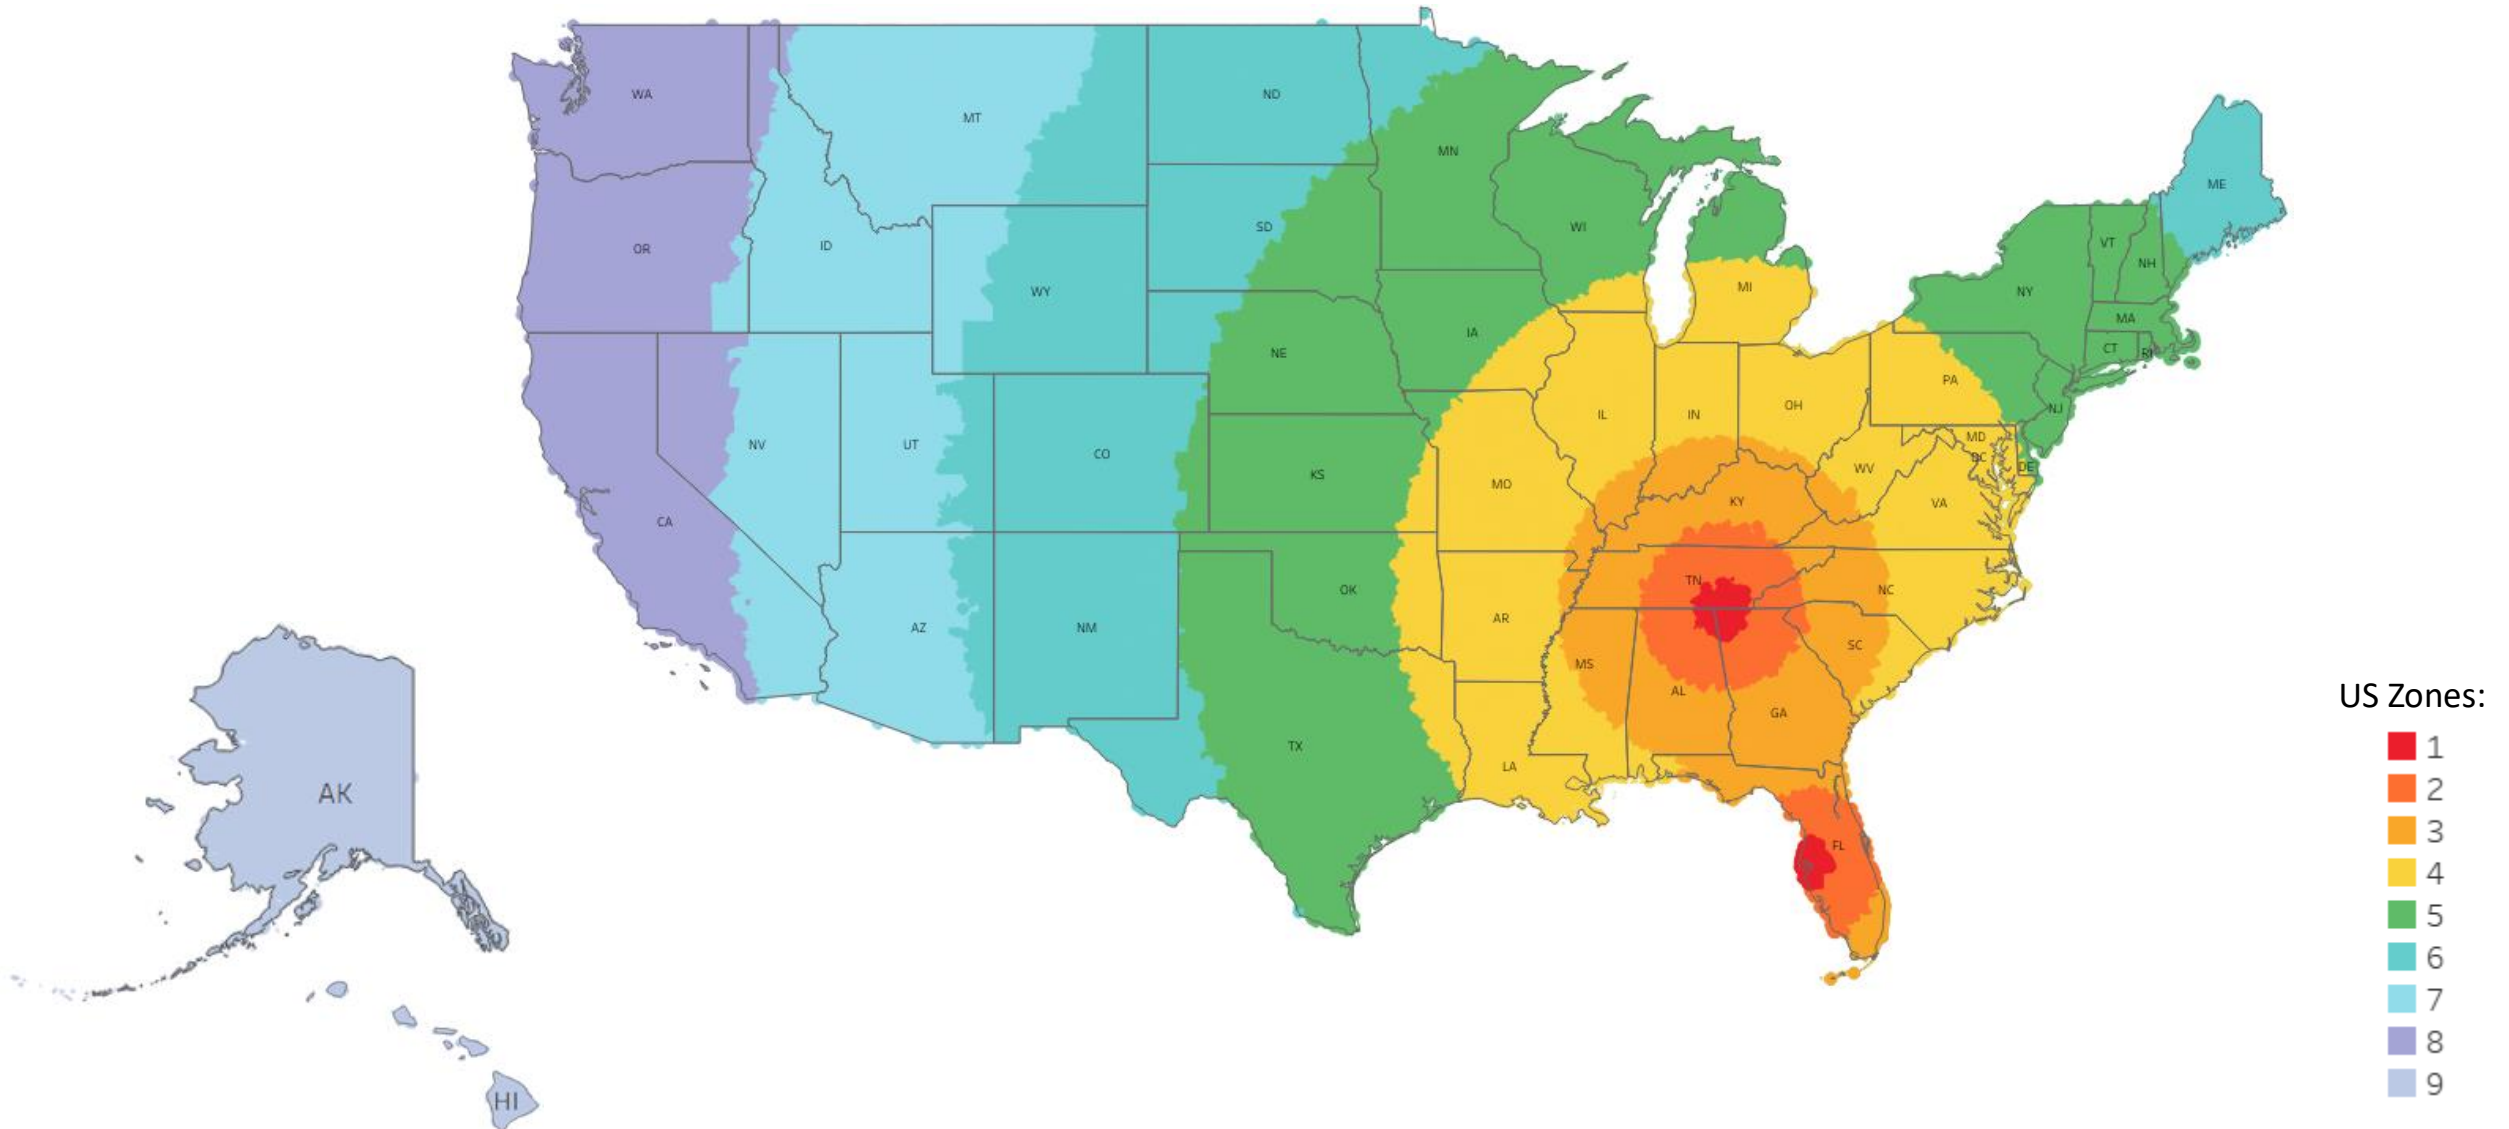 WA
MT
ND
MN
ME
OR
ID
SD
WI
VT
NH
WY
MI
NY
MA
IA
NE
CT
RI
PA
NV
UT
CO
KS
MO
IL
IN
OH
NJ
MD
DC
DE
WV
VA
KY
CA
AZ
NM
OK
AR
TN
NC
MS
AL
GA
SC
TX
LA
FL
AK
HI
US Zones:
1
2
3
4
5
6
7
8
9